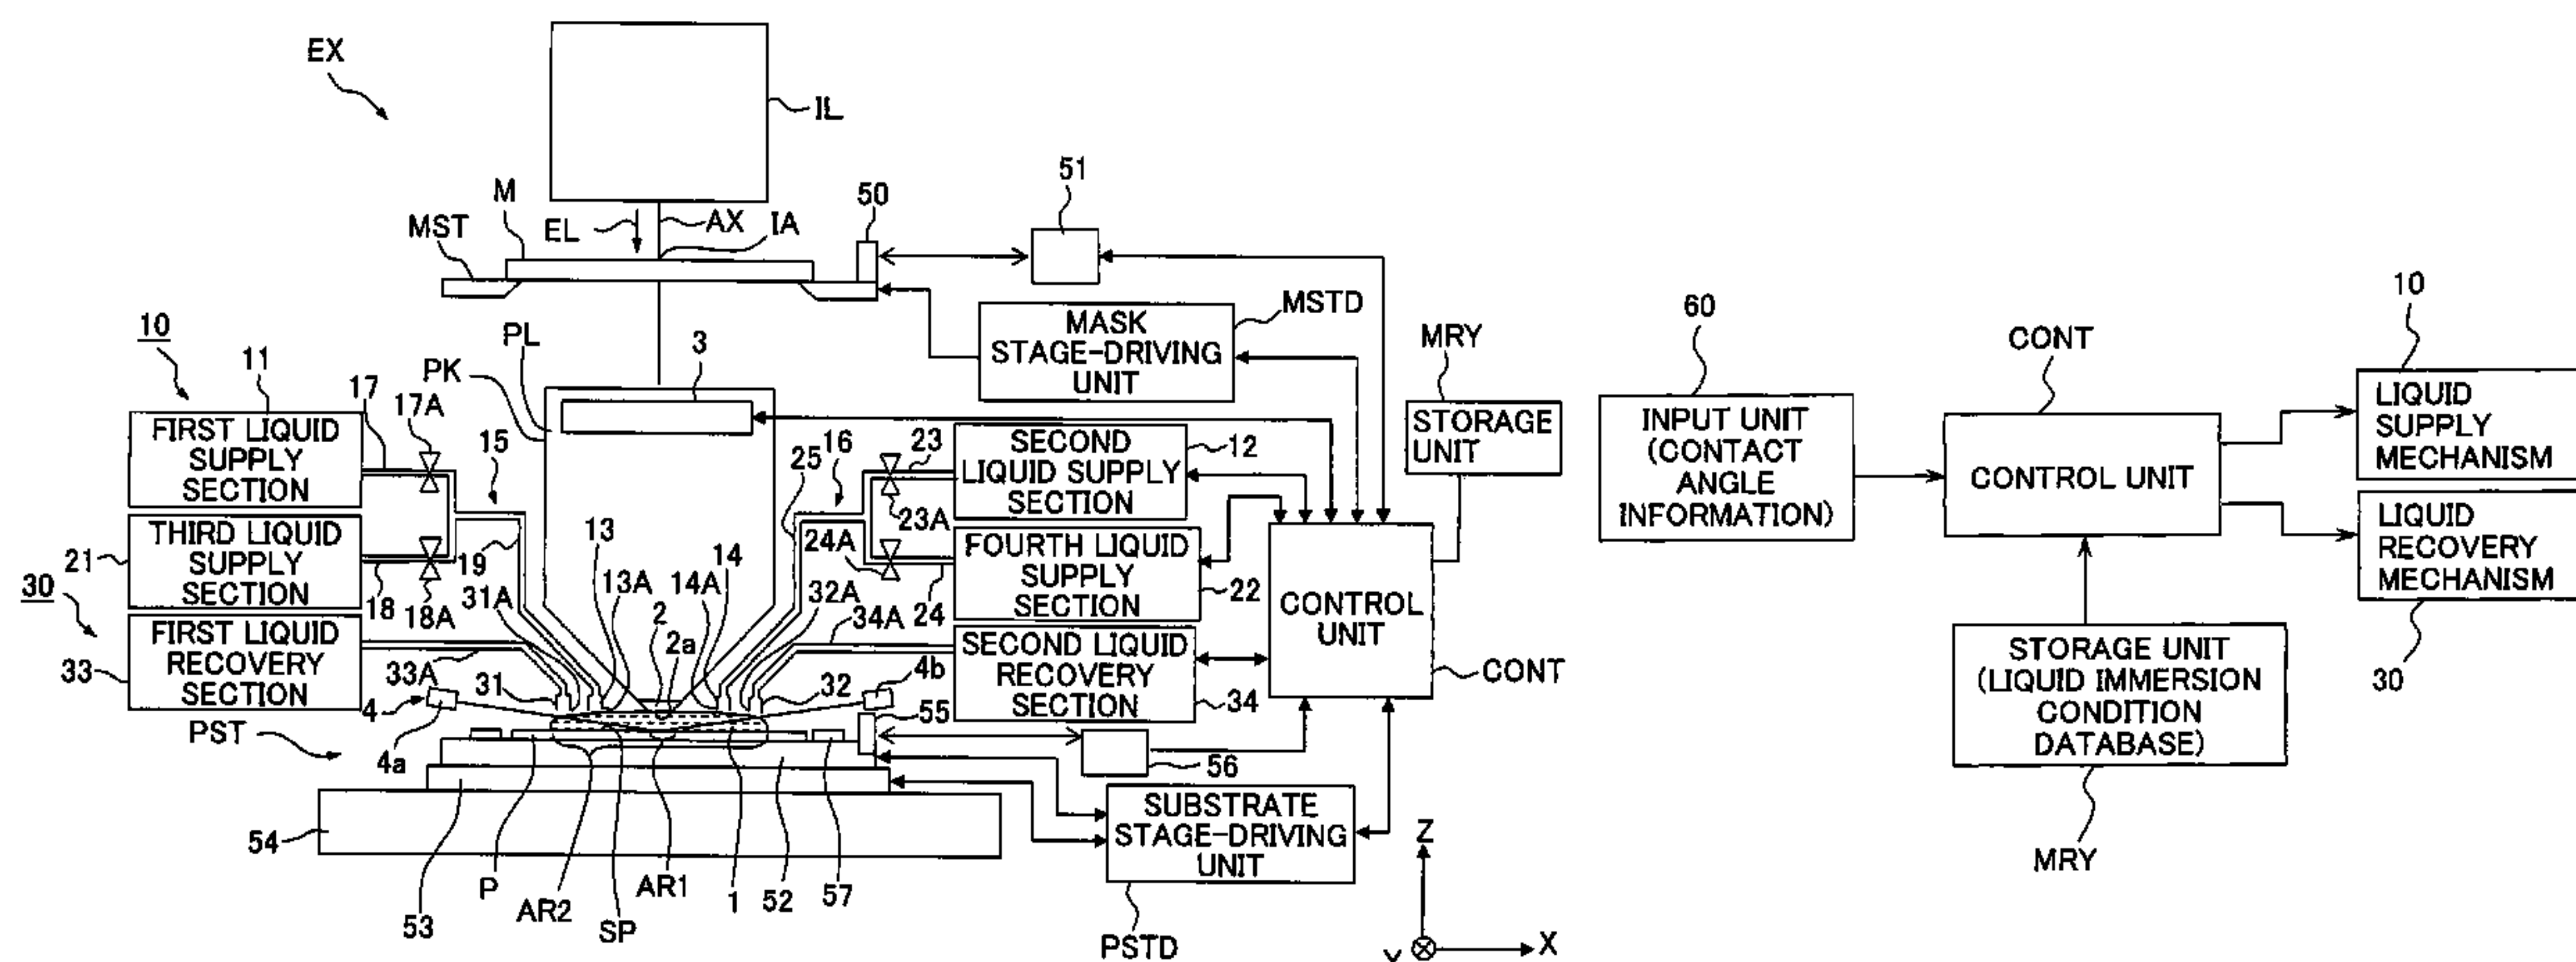 EX
IL
M
MST
EL
AX
IA
50
51
MASK
STAGE-DRIVING
UNIT
MSTD
MRY
STORAGE
UNIT
10
11
FIRST LIQUID
SUPPLY
SECTION
17
17A
15
PL
PK
3
SECOND
LIQUID SUPPLY
SECTION
12
16
25
23
23A
THIRD LIQUID
SUPPLY
SECTION
21
18
18A
19
FOURTH LIQUID
SUPPLY
SECTION
22
24A
24
30
FIRST LIQUID
RECOVERY
SECTION
33
33A
31A
31
13
13A
2
2a
14A
14
32A
34A
32
SECOND LIQUID
RECOVERY
SECTION
34
CONTROL
UNIT
CONT
4
4a
4b
PST
55
56
54
53
P
AR2
SP
AR1
1
52
57
SUBSTRATE
STAGE-DRIVING
UNIT
PSTD
Z
X
Y
60
INPUT UNIT
(CONTACT
ANGLE
INFORMATION)
CONT
CONTROL UNIT
10
LIQUID
SUPPLY
MECHANISM
LIQUID
RECOVERY
MECHANISM
30
STORAGE UNIT
(LIQUID IMMERSION
CONDITION
DATABASE)
MRY